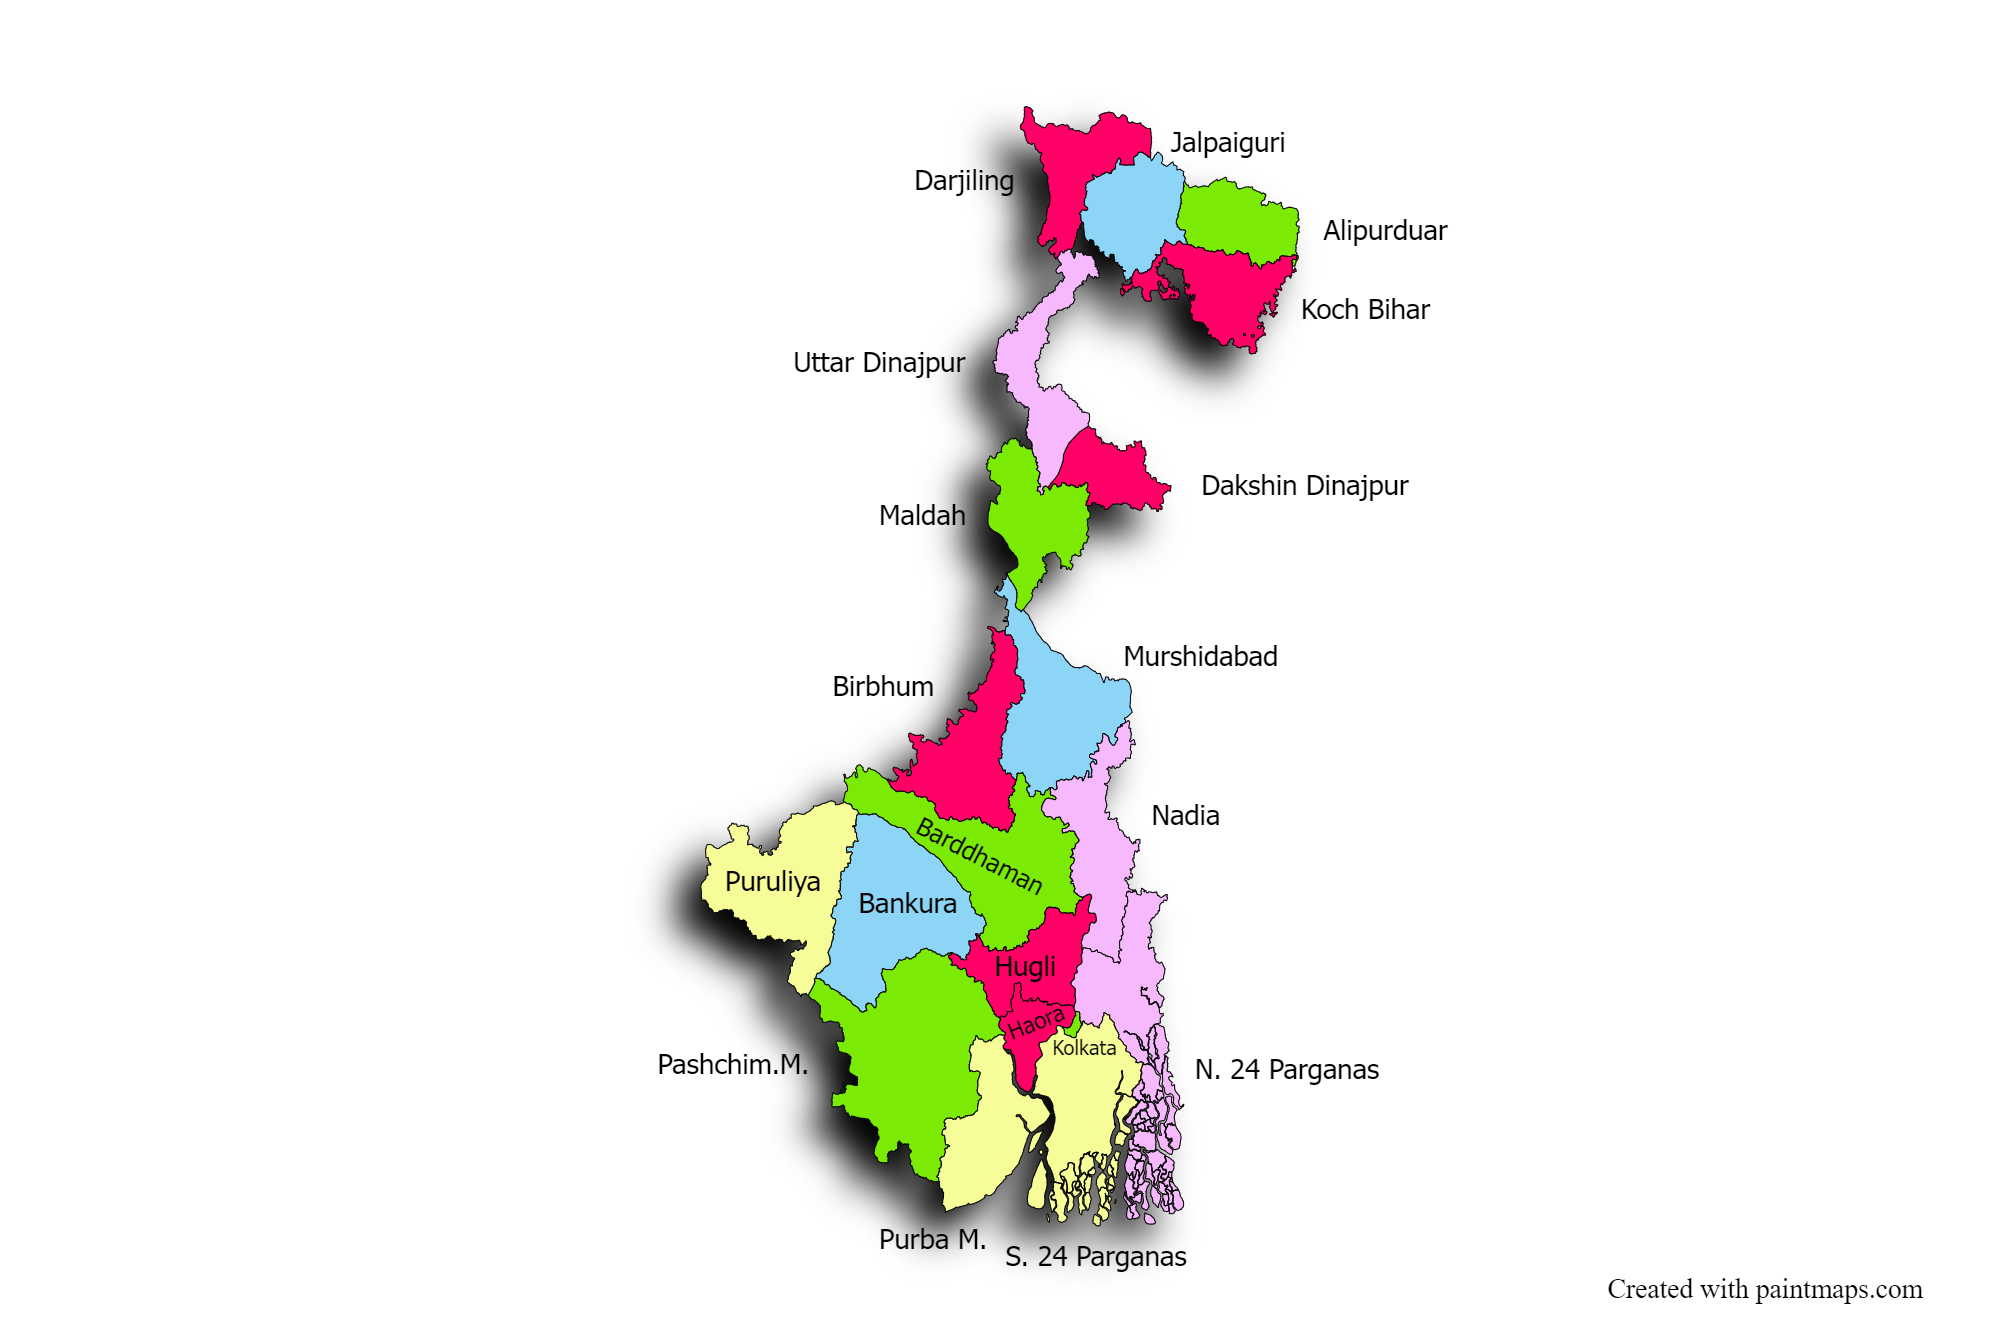 Jalpaiguri
Darjiling
Alipurduar
Koch Bihar
Uttar Dinajpur
Dakshin Dinajpur
Maldah
Murshidabad
Birbhum
Nadia
Barddhaman
Puruliya
Bankura
Hugli
Haora
Kolkata
Pashchim.M.
N. 24 Parganas
Purba M.
S. 24 Parganas
Created with paintmaps.com